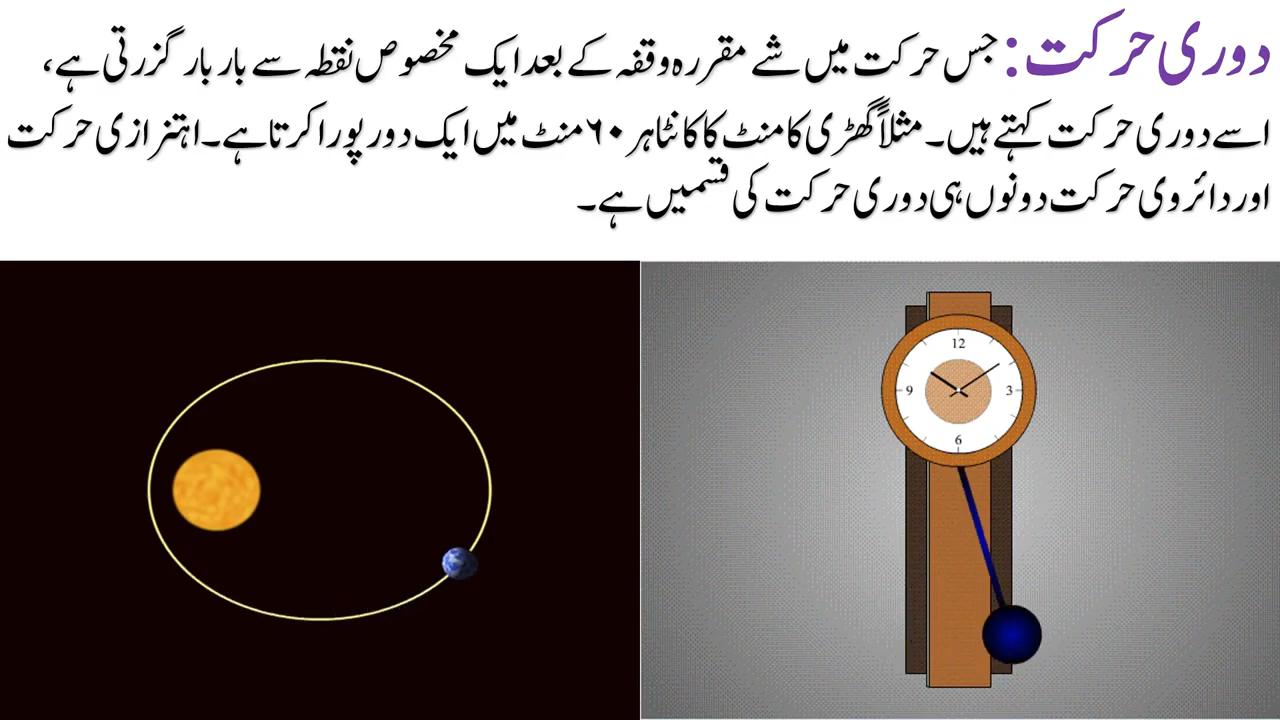 دوری حرکت: جس حرکت میں شے مقررہ وقفہ کے بعد ایک مخصوص نقطہ سے بار بار گزرتی ہے،
اسے دوری حرکت کہتے ہیں۔ مثلاً گھڑی کا منٹ کا کانٹا ہر ۶۰ منٹ میں ایک دور پورا کرتا ہے۔ اہتزازی حرکت
اور دائروی حرکت دونوں ہی دوری حرکت کی قسمیں ہے۔
12
9 3
6